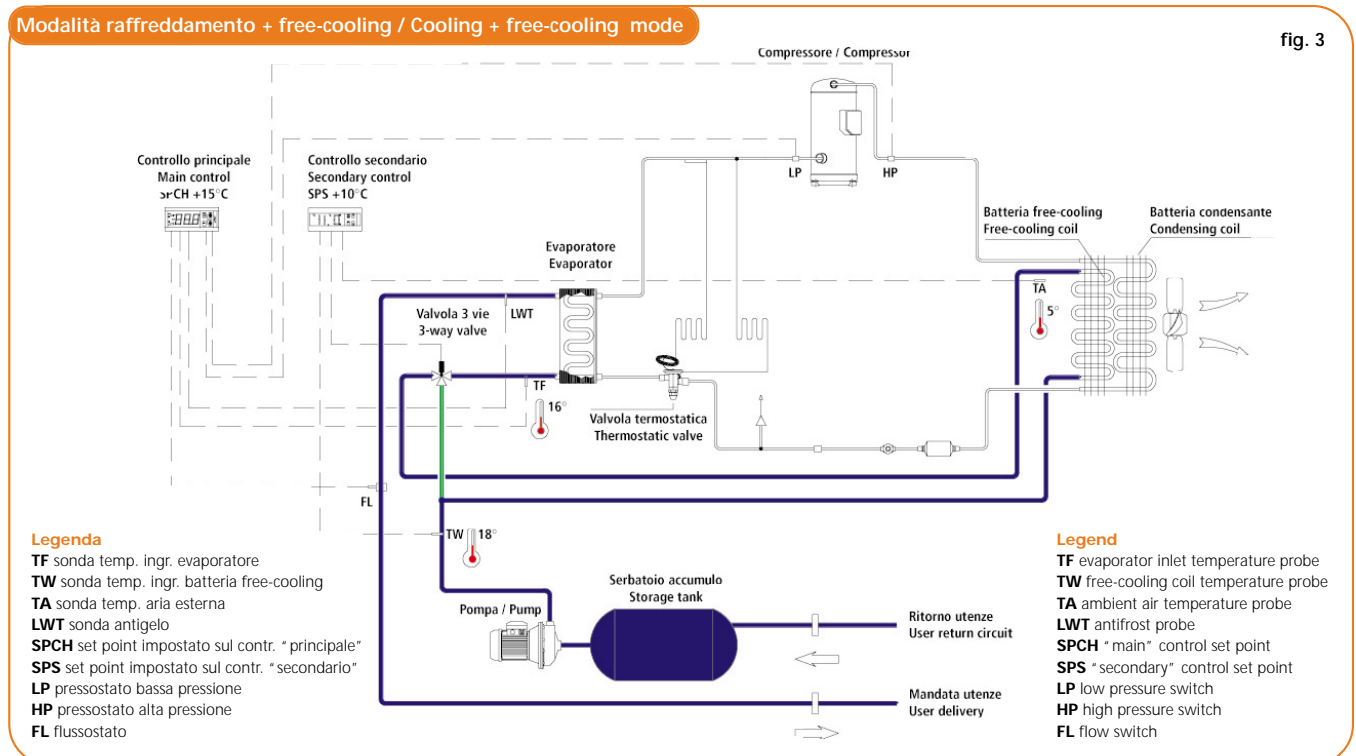 Modalità raffreddamento + free-cooling / Cooling + free-cooling mode
fig. 3
Compressore / Compressor
Controllo principale
Main control
SPCH +15°C
Controllo secondario
Secondary control
SPS +10°C
LP
HP
Batteria free-cooling
Free-cooling coil
Batteria condensante
Condensing coil
Evaporatore
Evaporator
TA
5°
Valvola 3 vie
3-way valve
LWT
TF
16°
Valvola termostatica
Thermostatic valve
FL
TW
18°
Serbatoio accumulo
Storage tank
Pompa / Pump
Ritorno utenze
User return circuit
Mandata utenze
User delivery
Legenda
TF sonda temp. ingr. evaporatore
TW sonda temp. ingr. batteria free-cooling
TA sonda temp. aria esterna
LWT sonda antigelo
SPCH set point impostato sul contr. "principale"
SPS set point impostato sul contr. "secondario"
LP pressostato bassa pressione
HP pressostato alta pressione
FL flussostato
Legend
TF evaporator inlet temperature probe
TW free-cooling coil temperature probe
TA ambient air temperature probe
LWT antifrost probe
SPCH "main" control set point
SPS "secondary" control set point
LP low pressure switch
HP high pressure switch
FL flow switch